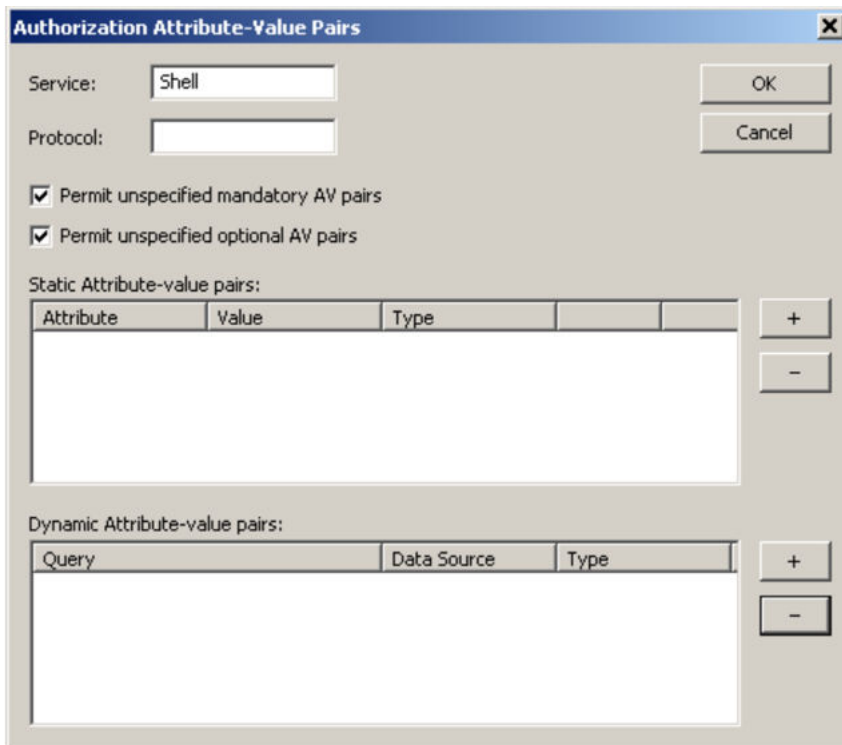 Authorization Attribute-Value Pairs
Service: Shell
OK
Protocol:
Cancel
Permit unspecified mandatory AV pairs
Permit unspecified optional AV pairs
Static Attribute-value pairs:
Attribute Value Type
+
-
Dynamic Attribute-value pairs:
Query Data Source Type
+
-